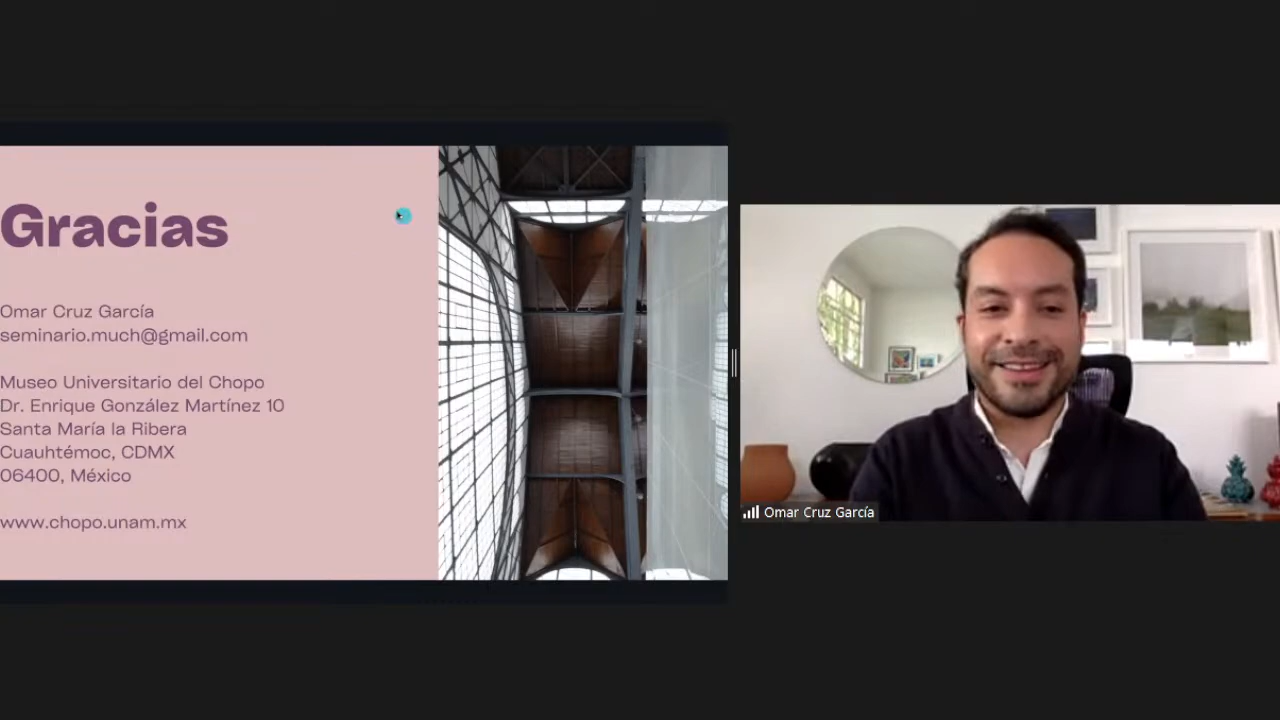 Gracias
Omar Cruz García
seminario.much@gmail.com
Museo Universitario del Chopo
Dr. Enrique González Martínez 10
Santa María la Ribera
Cuauhtémoc, CDMX
06400, México
www.chopo.unam.mx
Omar Cruz García